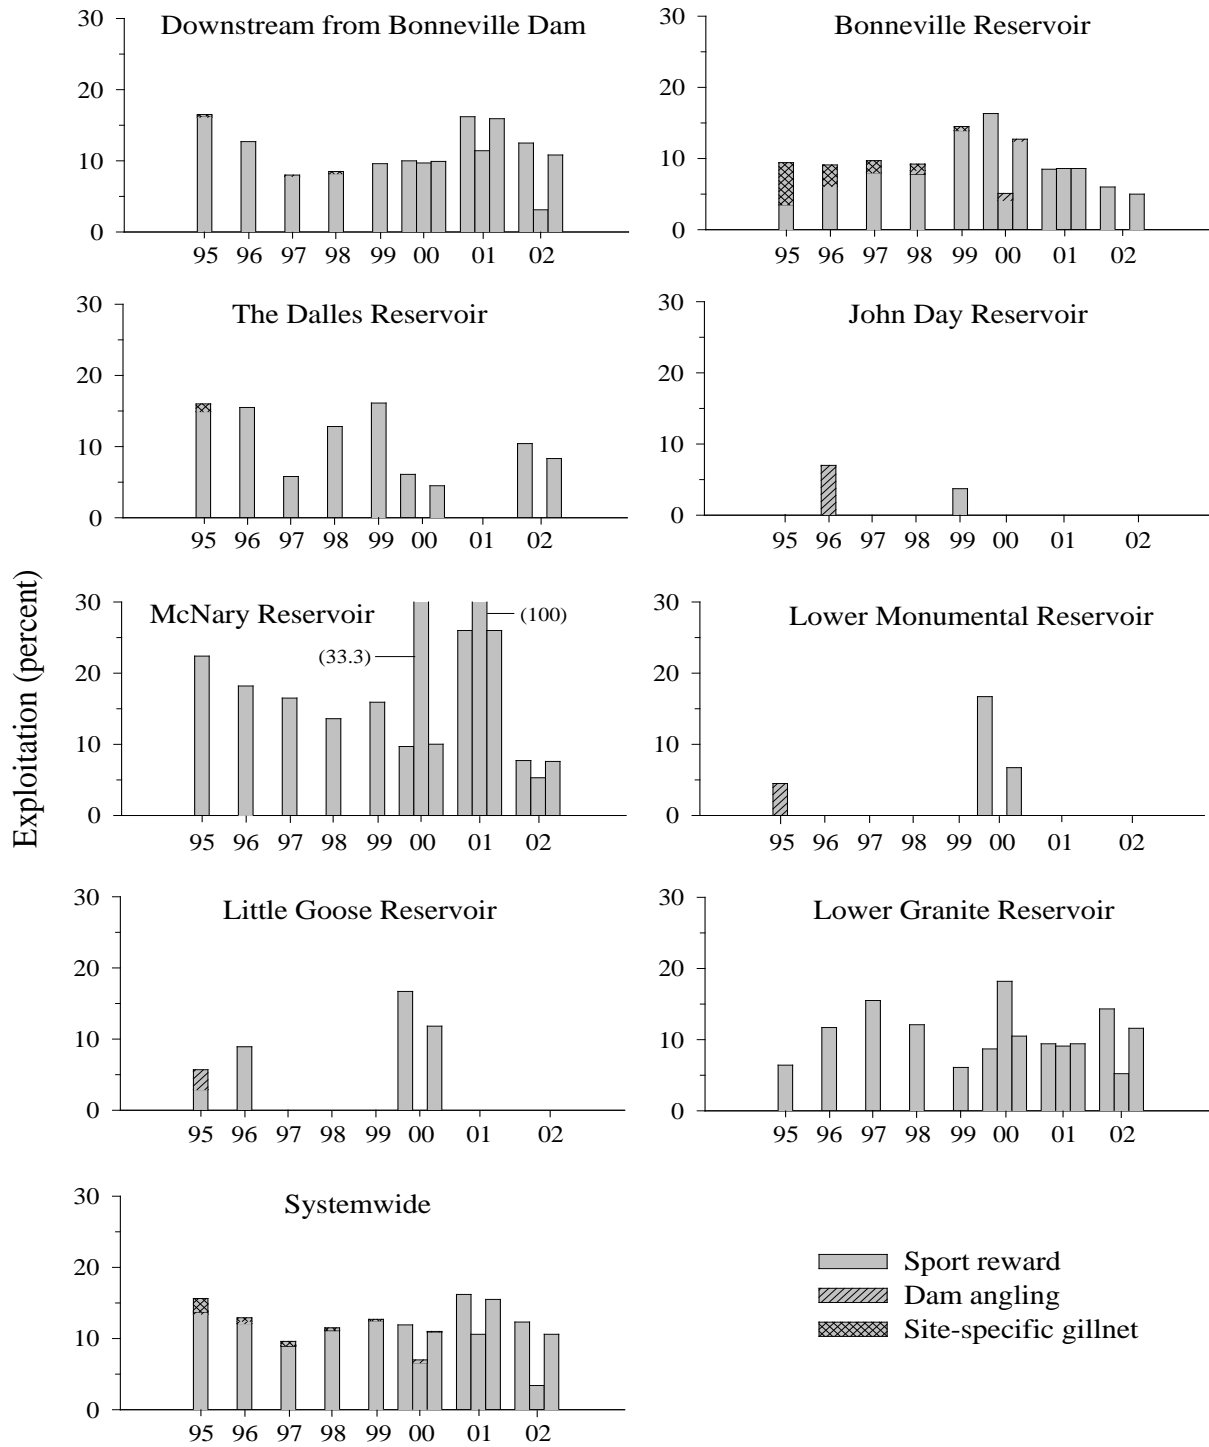 Exploitation (percent)
Downstream from Bonneville Dam
30
20
10
0
95 96 97 98 99 00 01 02
Bonneville Reservoir
30
20
10
0
95 96 97 98 99 00 01 02
The Dalles Reservoir
30
20
10
0
95 96 97 98 99 00 01 02
John Day Reservoir
30
20
10
0
95 96 97 98 99 00 01 02
McNary Reservoir
(100)
(33.3)
30
20
10
0
95 96 97 98 99 00 01 02
Lower Monumental Reservoir
30
20
10
0
95 96 97 98 99 00 01 02
Little Goose Reservoir
30
20
10
0
95 96 97 98 99 00 01 02
Lower Granite Reservoir
30
20
10
0
95 96 97 98 99 00 01 02
Systemwide
30
20
10
0
95 96 97 98 99 00 01 02
Sport reward
Dam angling
Site-specific gillnet